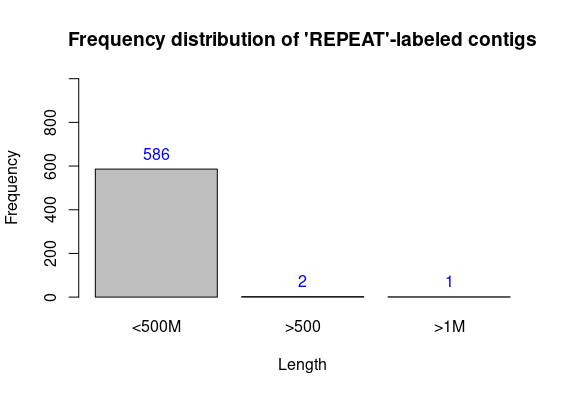 Frequency distribution of 'REPEAT'-labeled contigs
Frequency
800
600
400
200
0
586
2
1
<500M
>500
>1M
Length